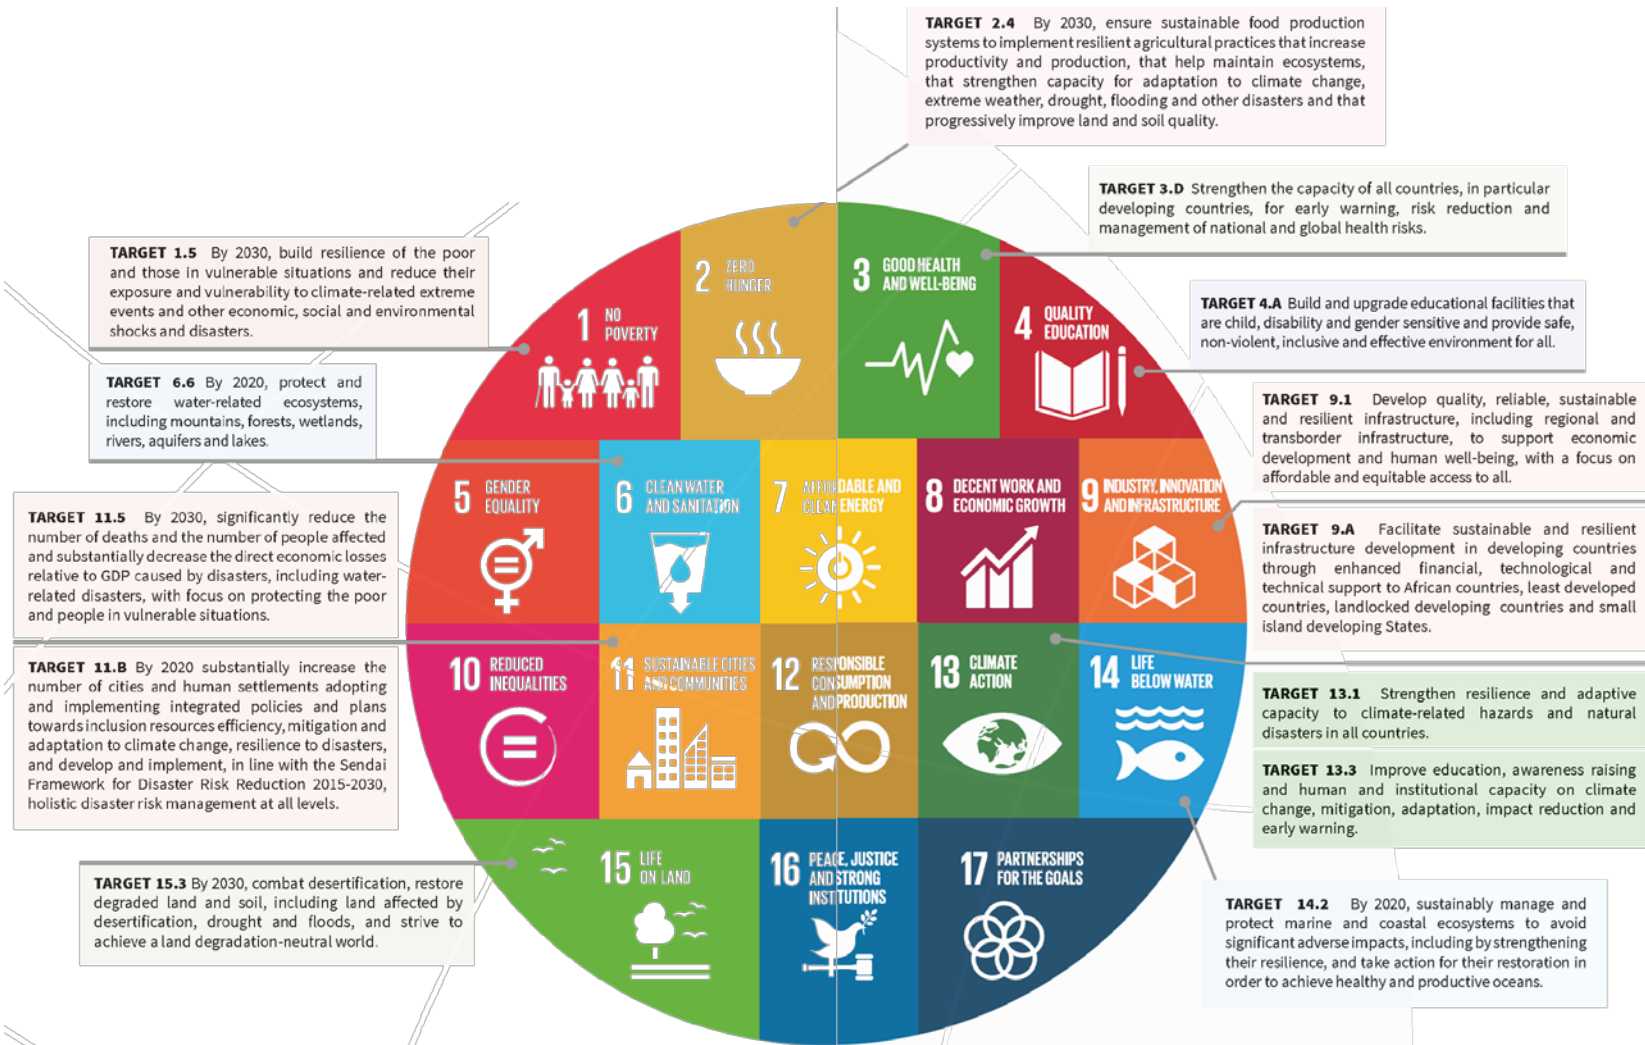 TARGET 2.4 By 2030, ensure sustainable food production
systems to implement resilient agricultural practices that increase
productivity and production, that help maintain ecosystems,
that strengthen capacity for adaptation to climate change,
extreme weather, drought, flooding and other disasters and that
progressively improve land and soil quality.
TARGET 3.D Strengthen the capacity of all countries, in particular
developing countries, for early warning, risk reduction and
management of national and global health risks.
TARGET 1.5 By 2030, build resilience of the poor
and those in vulnerable situations and reduce their
exposure and vulnerability to climate-related extreme
events and other economic, social and environmental
shocks and disasters.
TARGET 4.A Build and upgrade educational facilities that
are child, disability and gender sensitive and provide safe,
non-violent, inclusive and effective environment for all.
TARGET 6.6 By 2020, protect and
restore water-related ecosystems,
including mountains, forests, wetlands,
rivers, aquifers and lakes.
TARGET 9.1 Develop quality, reliable, sustainable
and resilient infrastructure, including regional and
transborder infrastructure, to support economic
development and human well-being, with a focus on
affordable and equitable access to all.
TARGET 11.5 By 2030, significantly reduce the
number of deaths and the number of people affected
and substantially decrease the direct economic losses
relative to GDP caused by disasters, including water-
related disasters, with focus on protecting the poor
and people in vulnerable situations.
TARGET 9.A Facilitate sustainable and resilient
infrastructure development in developing countries
through enhanced financial, technological and
technical support to African countries, least developed
countries, landlocked developing countries and small
island developing States.
TARGET 11.B By 2020 substantially increase the
number of cities and human settlements adopting
and implementing integrated policies and plans
towards inclusion resources efficiency, mitigation and
adaptation to climate change, resilience to disasters,
and develop and implement, in line with the Sendai
Framework for Disaster Risk Reduction 2015-2030,
holistic disaster risk management at all levels.
TARGET 13.1 Strengthen resilience and adaptive
capacity to climate-related hazards and natural
disasters in all countries.
TARGET 13.3 Improve education, awareness raising
and human and institutional capacity on climate
change, mitigation, adaptation, impact reduction and
early warning.
TARGET 15.3 By 2030, combat desertification, restore
degraded land and soil, including land affected by
desertification, drought and floods, and strive to
achieve a land degradation-neutral world.
TARGET 14.2 By 2020, sustainably manage and
protect marine and coastal ecosystems to avoid
significant adverse impacts, including by strengthening
their resilience, and take action for their restoration in
order to achieve healthy and productive oceans.
1 NO
POVERTY
2 ZERO
HUNGER
3 GOOD HEALTH
AND WELL-BEING
4 QUALITY
EDUCATION
5 GENDER
EQUALITY
6 CLEAN WATER
AND SANITATION
7 AFFORDABLE AND
CLEAN ENERGY
8 DECENT WORK AND
ECONOMIC GROWTH
9 INDUSTRY, INNOVATION
AND INFRASTRUCTURE
10 REDUCED
INEQUALITIES
11 SUSTAINABLE CITIES
AND COMMUNITIES
12 RESPONSIBLE
CONSUMPTION
AND PRODUCTION
13 CLIMATE
ACTION
14 LIFE
BELOW WATER
15 LIFE
ON LAND
16 PEACE, JUSTICE
AND STRONG
INSTITUTIONS
17 PARTNERSHIPS
FOR THE GOALS